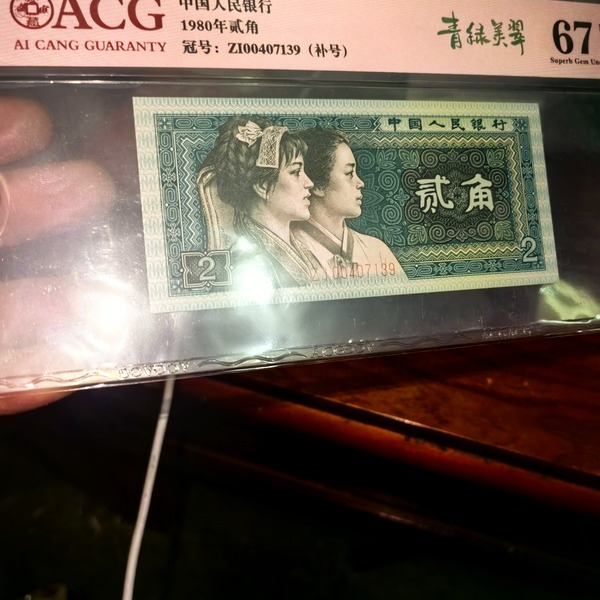 ACG
AI CANG GUARANTY
中国人民银行
1980年贰角
冠号：ZI00407139（补号）
青绿美翠
67
Superb Gem Unc
中国人民银行
贰角
2
2
ZI00407139